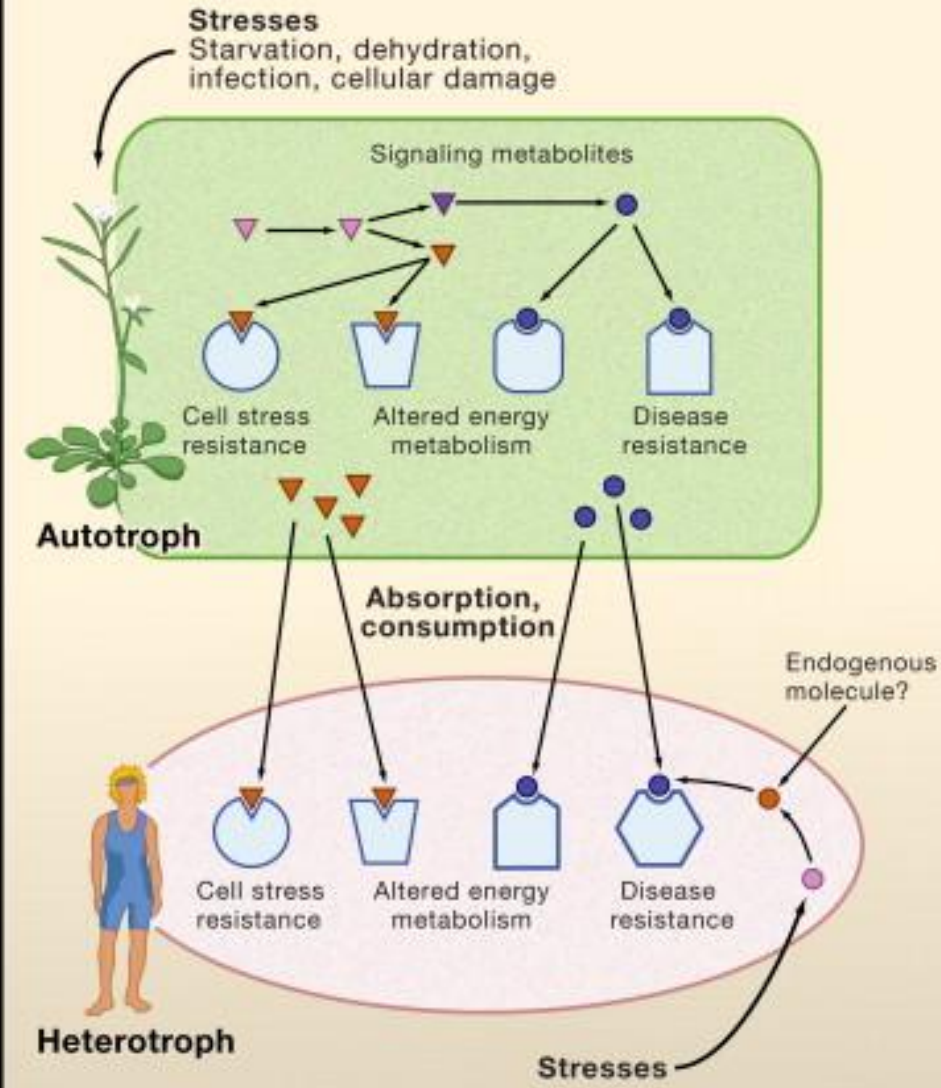 Stresses
Starvation, dehydration,
infection, cellular damage
Signaling metabolites
Cell stress
resistance
Altered energy
metabolism
Disease
resistance
Autotroph
Absorption,
consumption
Endogenous
molecule?
Cell stress
resistance
Altered energy
metabolism
Disease
resistance
Heterotroph
Stresses